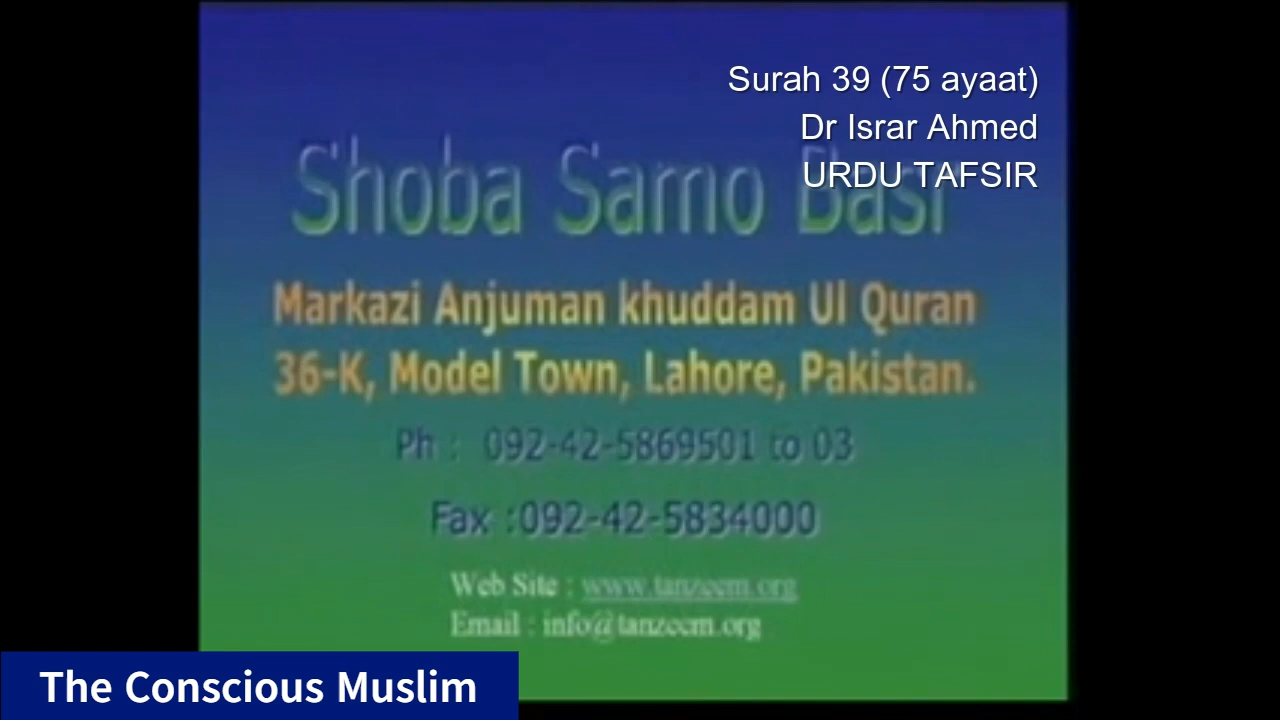 Surah 39 (75 ayaat)
Dr Israr Ahmed
URDU TAFSIR
Shoba Samo Basr
Markazi Anjuman khuddam Ul Quran
36-K, Model Town, Lahore, Pakistan.
Ph : 092-42-5869501 to 03
Fax :092-42-5834000
Web Site : www.tanzeem.org
Email : info@tanzeem.org
The Conscious Muslim